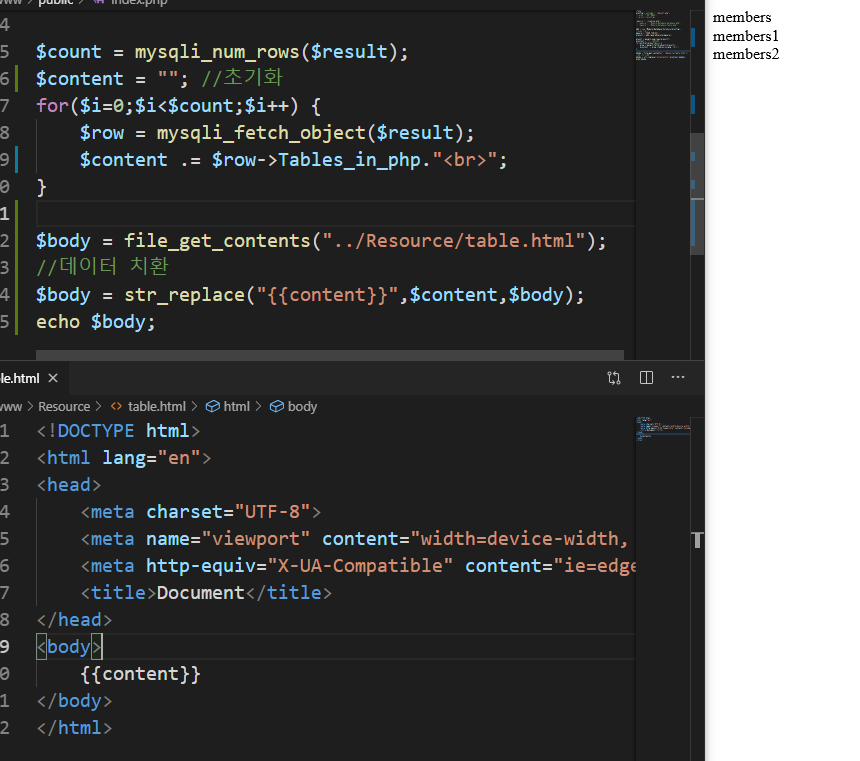 public > index.php
4
5 $count = mysqli_num_rows($result);
6 $content = ""; //초기화
7 for($i=0;$i<$count;$i++) {
8 $row = mysqli_fetch_object($result);
9 $content .= $row->Tables_in_php."<br>";
0 }
1
2 $body = file_get_contents("../Resource/table.html");
3 //데이터 치환
4 $body = str_replace("{{content}}",$content,$body);
5 echo $body;
members
members1
members2
le.html ×
www > Resource > <> table.html > html > body
1 <!DOCTYPE html>
2 <html lang="en">
3 <head>
4 <meta charset="UTF-8">
5 <meta name="viewport" content="width=device-width,
6 <meta http-equiv="X-UA-Compatible" content="ie=edge
7 <title>Document</title>
8 </head>
9 <body>
0 {{content}}
1 </body>
2 </html>